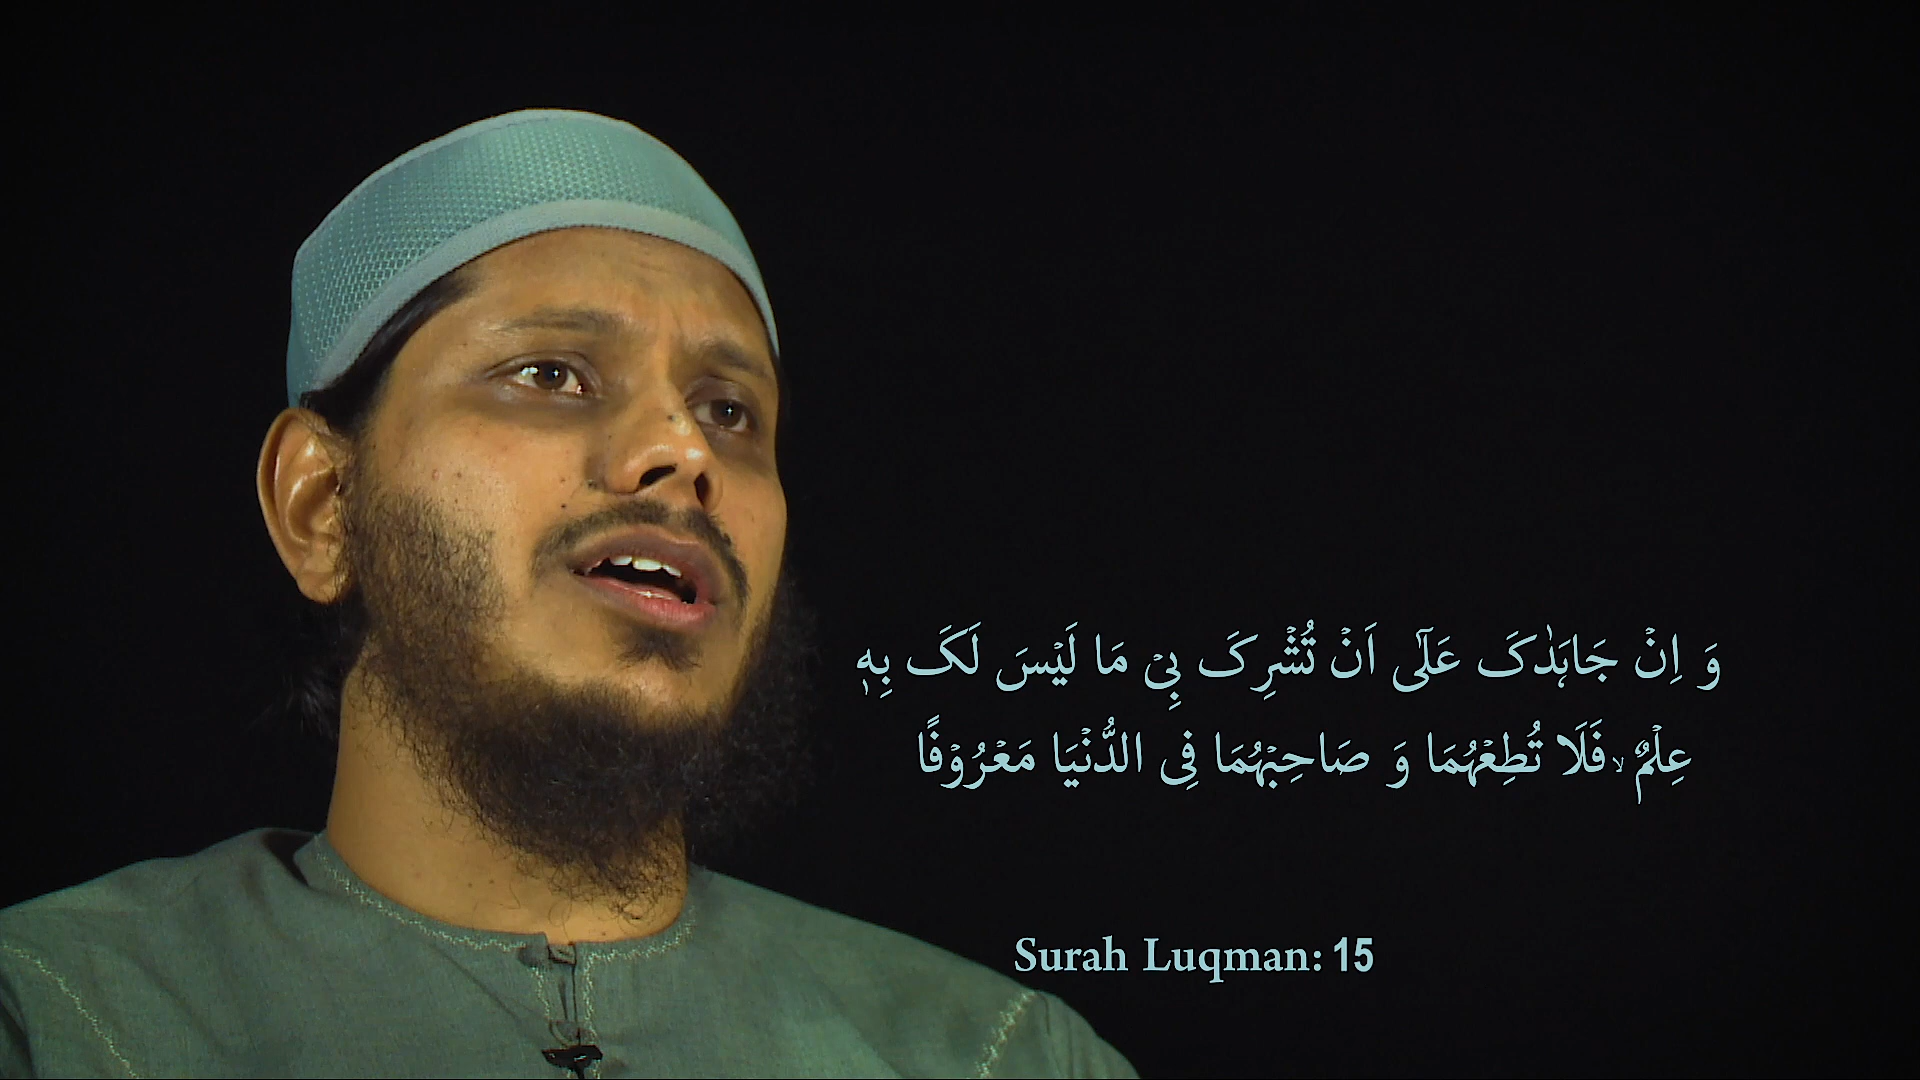 وَ اِنْ جَاہَدٰکَ عَلٰۤی اَنْ تُشْرِکَ بِیْ مَا لَیْسَ لَکَ بِہٖ
عِلْمٌ ۙ فَلَا تُطِعْہُمَا وَ صَاحِبْہُمَا فِی الدُّنْیَا مَعْرُوْفًا
Surah Luqman: 15